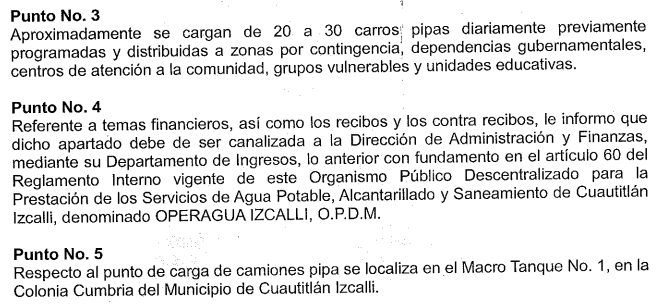 Punto No. 3
Aproximadamente se cargan de 20 a 30 carros pipas diariamente previamente
programadas y distribuidas a zonas por contingencia, dependencias gubernamentales,
centros de atención a la comunidad, grupos vulnerables y unidades educativas.
Punto No. 4
Referente a temas financieros, así como los recibos y los contra recibos, le informo que
dicho apartado debe de ser canalizada a la Dirección de Administración y Finanzas,
mediante su Departamento de Ingresos, lo anterior con fundamento en el artículo 60 del
Reglamento Interno vigente de este Organismo Público Descentralizado para la
Prestación de los Servicios de Agua Potable, Alcantarillado y Saneamiento de Cuautitlán
Izcalli, denominado OPERAGUA IZCALLI, O.P.D.M.
Punto No. 5
Respecto al punto de carga de camiones pipa se localiza en el Macro Tanque No. 1, en la
Colonia Cumbria del Municipio de Cuautitlán Izcalli.